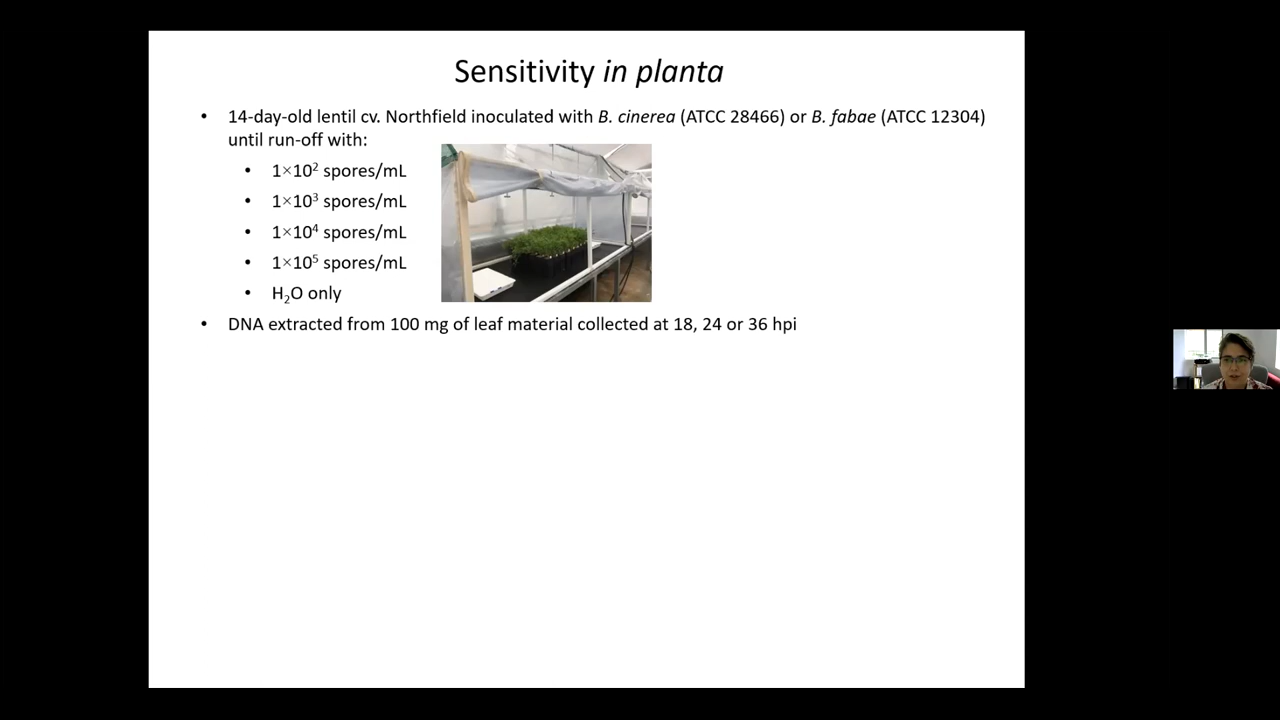 Sensitivity in planta
• 14-day-old lentil cv. Northfield inoculated with B. cinerea (ATCC 28466) or B. fabae (ATCC 12304)
until run-off with:
• 1×10² spores/mL
• 1×10³ spores/mL
• 1×10⁴ spores/mL
• 1×10⁵ spores/mL
• H₂O only
• DNA extracted from 100 mg of leaf material collected at 18, 24 or 36 hpi